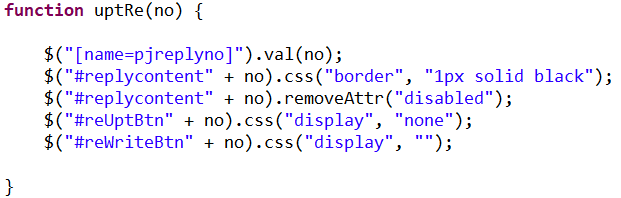 function uptRe(no) {
$("[name=pjreplyno]").val(no);
$("#replycontent" + no).css("border", "1px solid black");
$("#replycontent" + no).removeAttr("disabled");
$("#reUptBtn" + no).css("display", "none");
$("#reWriteBtn" + no).css("display", "");
}